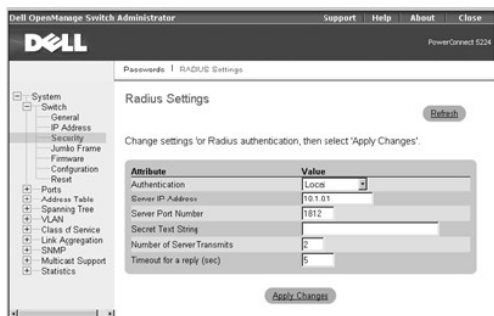 Dell OpenManage Switch Administrator
Support Help About Close
DELL
PowerConnect 5224
Passwords | RADIUS Settings
System
Switch
General
IP Address
Security
Jumbo Frame
Firmware
Configuration
Reset
Ports
Address Table
Spanning Tree
VLAN
Class of Service
Link Aggregation
SNMP
Multicast Support
Statistics
Radius Settings
Refresh
Change settings 'or Radius authentication, then select 'Apply Changes'.
Attribute Value
Authentication Local
Server IP Address 10.1.0.1
Server Port Number 1812
Secret Text String
Number of Server Transmits 2
Timeout for a reply (sec) 5
Apply Changes